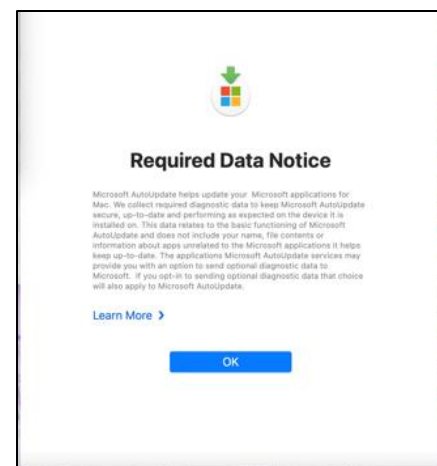 Required Data Notice
Microsoft AutoUpdate helps update your Microsoft applications for
Mac. We collect required diagnostic data to keep Microsoft AutoUpdate
secure, up-to-date and performing as expected on the device it is
installed on. This data relates to the basic functioning of Microsoft
AutoUpdate and does not include your name, file contents or
information about apps unrelated to the Microsoft applications it helps
keep up-to-date. The applications Microsoft AutoUpdate services may
provide you with an option to send optional diagnostic data to
Microsoft. If you opt-in to sending optional diagnostic data that choice
will also apply to Microsoft AutoUpdate.
Learn More >
OK